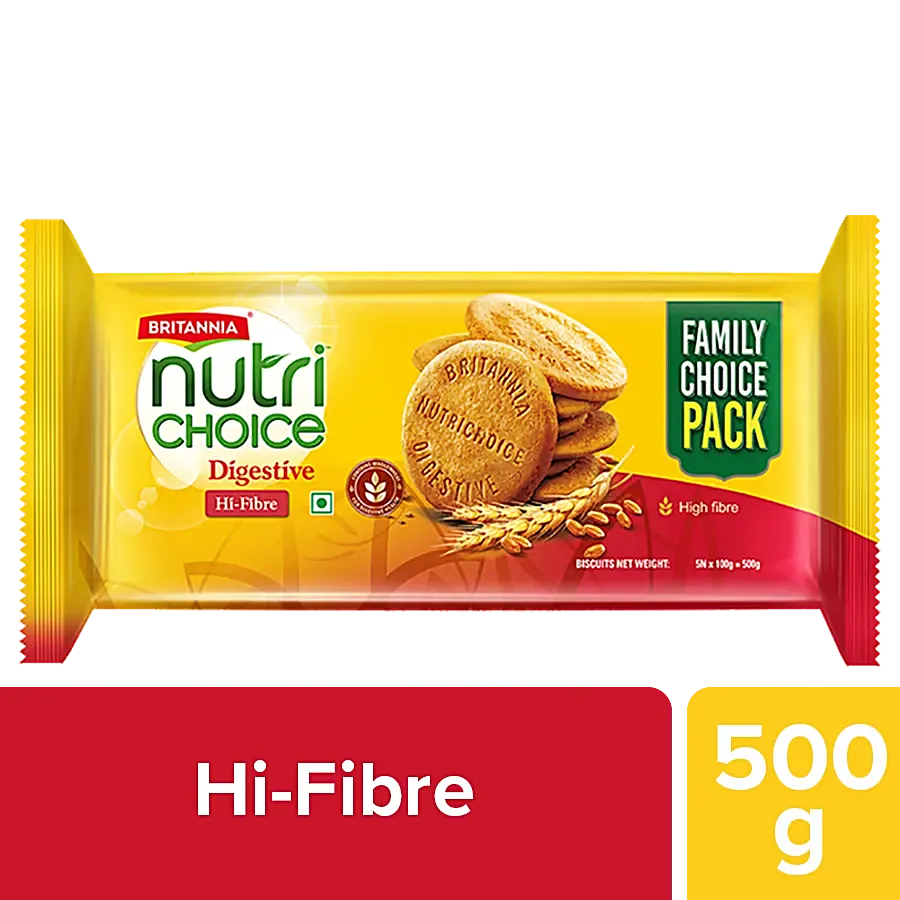 BRITANNIA
nutri
CHOICE
Digestive
Hi-Fibre
BRITANNIA
NUTRICHOICE
DIGESTIVE
FAMILY
CHOICE
PACK
High fibre
BISCUITS NET WEIGHT: 5N x 100g = 500g
Hi-Fibre
500
g